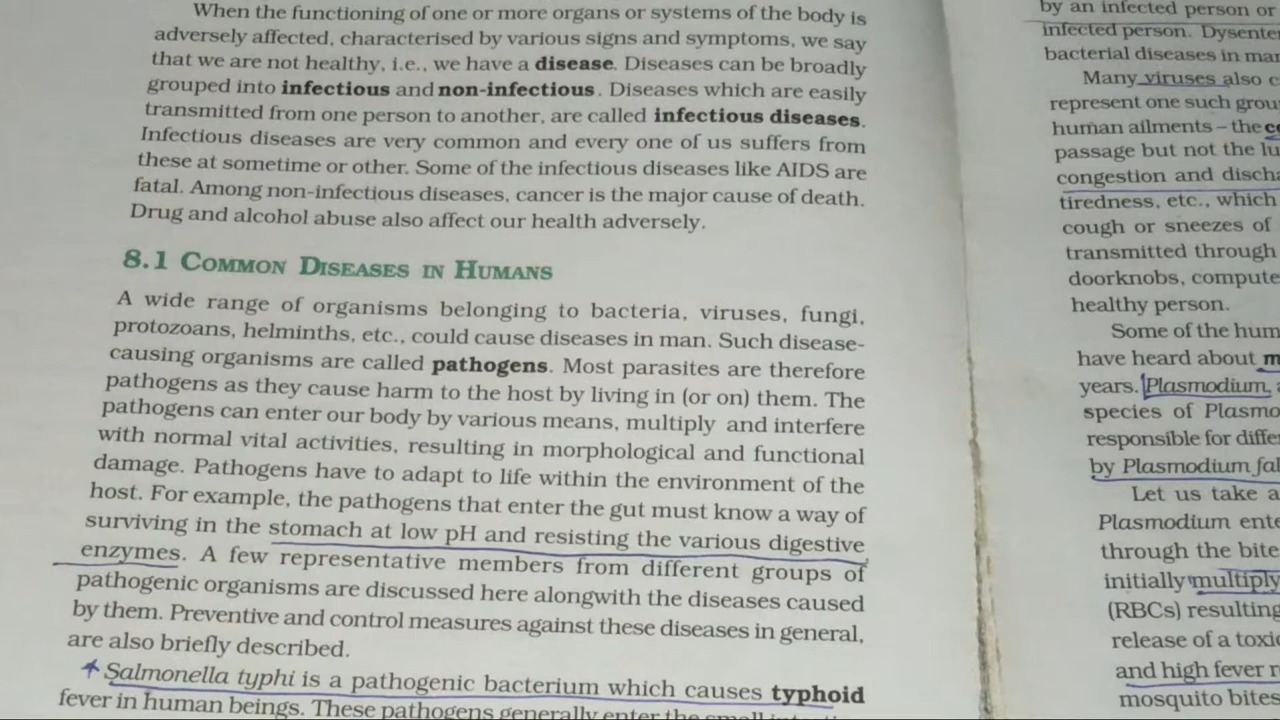 When the functioning of one or more organs or systems of the body is
adversely affected, characterised by various signs and symptoms, we say
that we are not healthy, i.e., we have a disease. Diseases can be broadly
grouped into infectious and non-infectious. Diseases which are easily
transmitted from one person to another, are called infectious diseases.
Infectious diseases are very common and every one of us suffers from
these at sometime or other. Some of the infectious diseases like AIDS are
fatal. Among non-infectious diseases, cancer is the major cause of death.
Drug and alcohol abuse also affect our health adversely.
8.1 COMMON DISEASES IN HUMANS
A wide range of organisms belonging to bacteria, viruses, fungi,
protozoans, helminths, etc., could cause diseases in man. Such disease-
causing organisms are called pathogens. Most parasites are therefore
pathogens as they cause harm to the host by living in (or on) them. The
pathogens can enter our body by various means, multiply and interfere
with normal vital activities, resulting in morphological and functional
damage. Pathogens have to adapt to life within the environment of the
host. For example, the pathogens that enter the gut must know a way of
surviving in the stomach at low pH and resisting the various digestive
enzymes. A few representative members from different groups of
pathogenic organisms are discussed here alongwith the diseases caused
by them. Preventive and control measures against these diseases in general,
are also briefly described.
Salmonella typhi is a pathogenic bacterium which causes typhoid
fever in human beings. These pathogens generally enter the small
by an infected person or
infected person.
bacterial diseases in
Many viruses also
represent one such
human ailments – the
passage but not the
congestion and
tiredness, etc., which
cough or sneezes of
transmitted through
doorknobs,
healthy person.
Some of the
have heard about
years. Plasmodium,
species of
responsible for
by Plasmodium
Let us take a
Plasmodium
through the bite
initially multiply
(RBCs) resulting
release of a
and high fever
mosquito bites